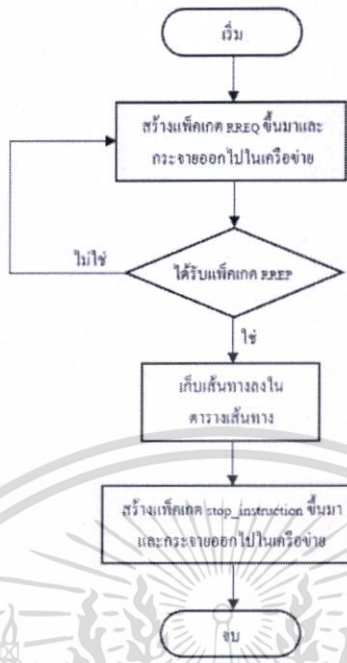 เริ่ม
สร้างแพ็คเกต RREQ ขึ้นมาและ
กระจายออกไปในเครือข่าย
ไม่ใช่
ได้รับแพ็คเกต RREP
ใช่
เก็บเส้นทางลงใน
ตารางเส้นทาง
สร้างแพ็คเกต stop_instruction ขึ้นมา
และกระจายออกไปในเครือข่าย
จบ